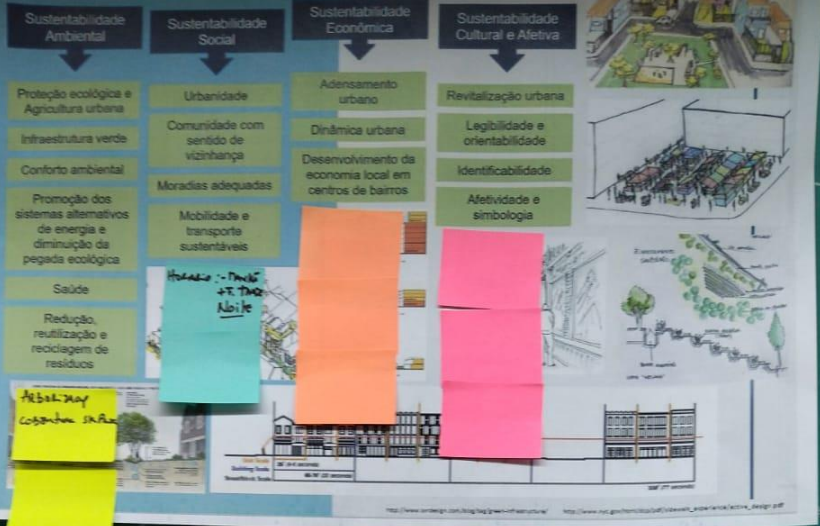 Sustentabilidade
Ambiental
Proteção ecológica e
Agricultura urbana
Infraestrutura verde
Conforto ambiental
Promoção dos
sistemas alternativos
de energia e
diminuição da
pegada ecológica
Saúde
Redução,
reutilização e
reciclagem de
resíduos
Sustentabilidade
Social
Urbanidade
Comunidade com
sentido de
vizinhança
Moradias adequadas
Mobilidade e
transporte
sustentáveis
Sustentabilidade
Econômica
Adensamento
urbano
Dinâmica urbana
Desenvolvimento da
economia local em
centros de bairros
Sustentabilidade
Cultural e Afetiva
Revitalização urbana
Legibilidade e
orientabilidade
Identificabilidade
Afetividade e
simbologia
Horario: - Manhã
Noite